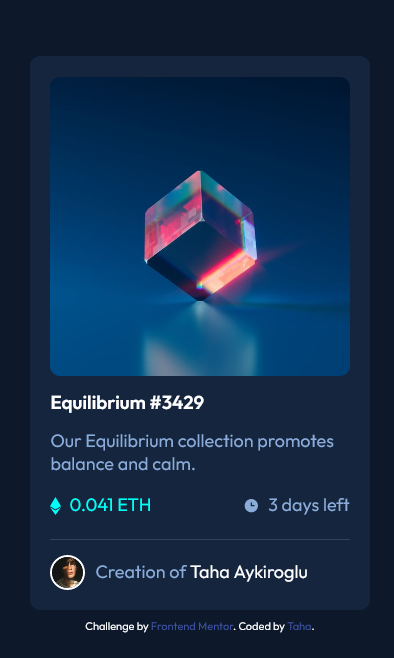 Equilibrium #3429
Our Equilibrium collection promotes
balance and calm.
0.041 ETH
3 days left
Creation of Taha Aykiroglu
Challenge by Frontend Mentor. Coded by Taha.